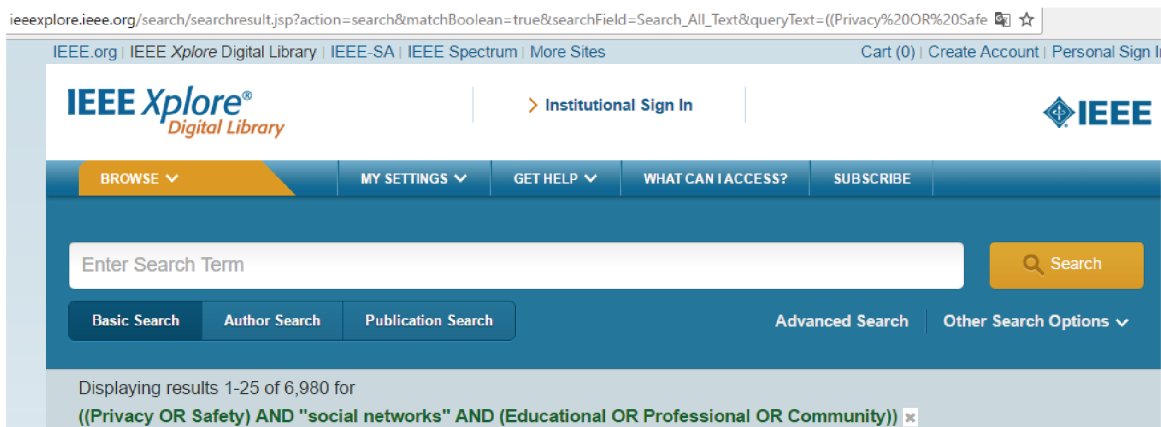 ieeexplore.ieee.org/search/searchresult.jsp?action=search&matchBoolean=true&searchField=Search_All_Text&queryText=((Privacy%20OR%20Safe
IEEE.org | IEEE Xplore Digital Library | IEEE-SA | IEEE Spectrum | More Sites Cart (0) | Create Account | Personal Sign In
IEEE Xplore® Digital Library > Institutional Sign In IEEE
BROWSE MY SETTINGS GET HELP WHAT CAN I ACCESS? SUBSCRIBE
Enter Search Term Search
Basic Search Author Search Publication Search Advanced Search Other Search Options
Displaying results 1-25 of 6,980 for
((Privacy OR Safety) AND "social networks" AND (Educational OR Professional OR Community)) x